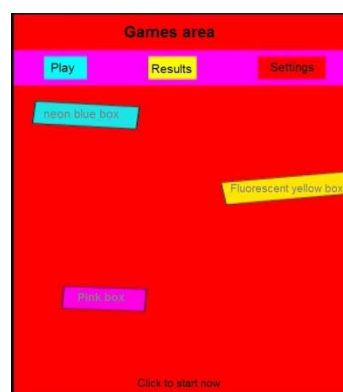 Games area
Play Results Settings
neon blue box
Fluorescent yellow box
Pink box
Click to start now